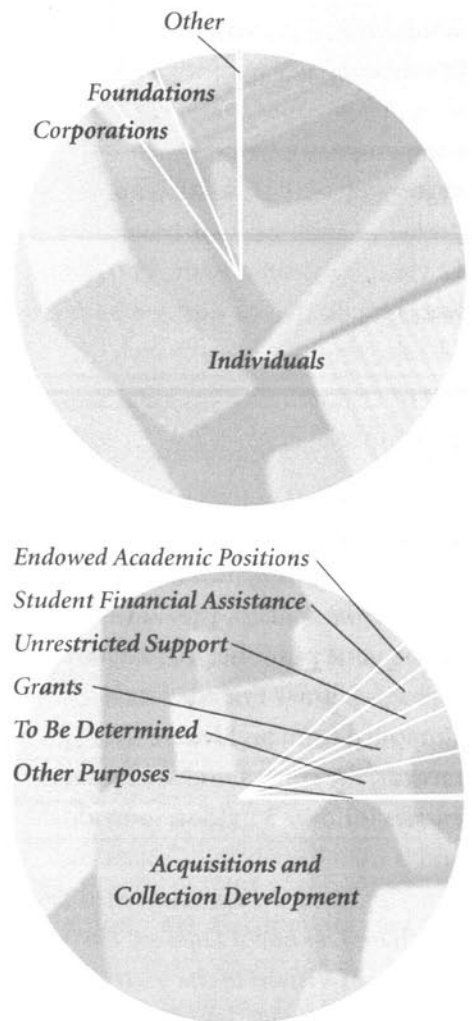 Other
Foundations
Corporations
Individuals
Endowed Academic Positions
Student Financial Assistance
Unrestricted Support
Grants
To Be Determined
Other Purposes
Acquisitions and
Collection Development